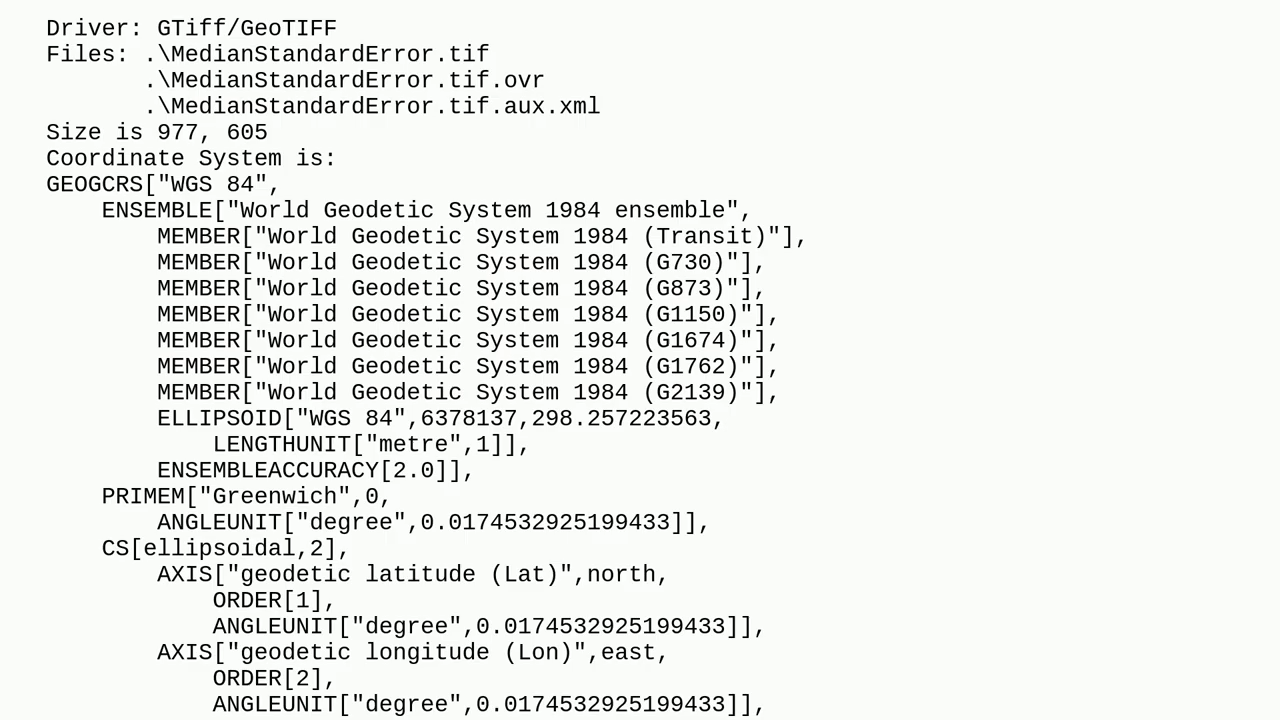 Driver: GTiff/GeoTIFF
Files: .\MedianStandardError.tif
       .\MedianStandardError.tif.ovr
       .\MedianStandardError.tif.aux.xml
Size is 977, 605
Coordinate System is:
GEOGCRS["WGS 84",
    ENSEMBLE["World Geodetic System 1984 ensemble",
        MEMBER["World Geodetic System 1984 (Transit)"],
        MEMBER["World Geodetic System 1984 (G730)"],
        MEMBER["World Geodetic System 1984 (G873)"],
        MEMBER["World Geodetic System 1984 (G1150)"],
        MEMBER["World Geodetic System 1984 (G1674)"],
        MEMBER["World Geodetic System 1984 (G1762)"],
        MEMBER["World Geodetic System 1984 (G2139)"],
        ELLIPSOID["WGS 84",6378137,298.257223563,
            LENGTHUNIT["metre",1]],
        ENSEMBLEACCURACY[2.0]],
    PRIMEM["Greenwich",0,
        ANGLEUNIT["degree",0.0174532925199433]],
    CS[ellipsoidal,2],
        AXIS["geodetic latitude (Lat)",north,
            ORDER[1],
            ANGLEUNIT["degree",0.0174532925199433]],
        AXIS["geodetic longitude (Lon)",east,
            ORDER[2],
            ANGLEUNIT["degree",0.0174532925199433]],